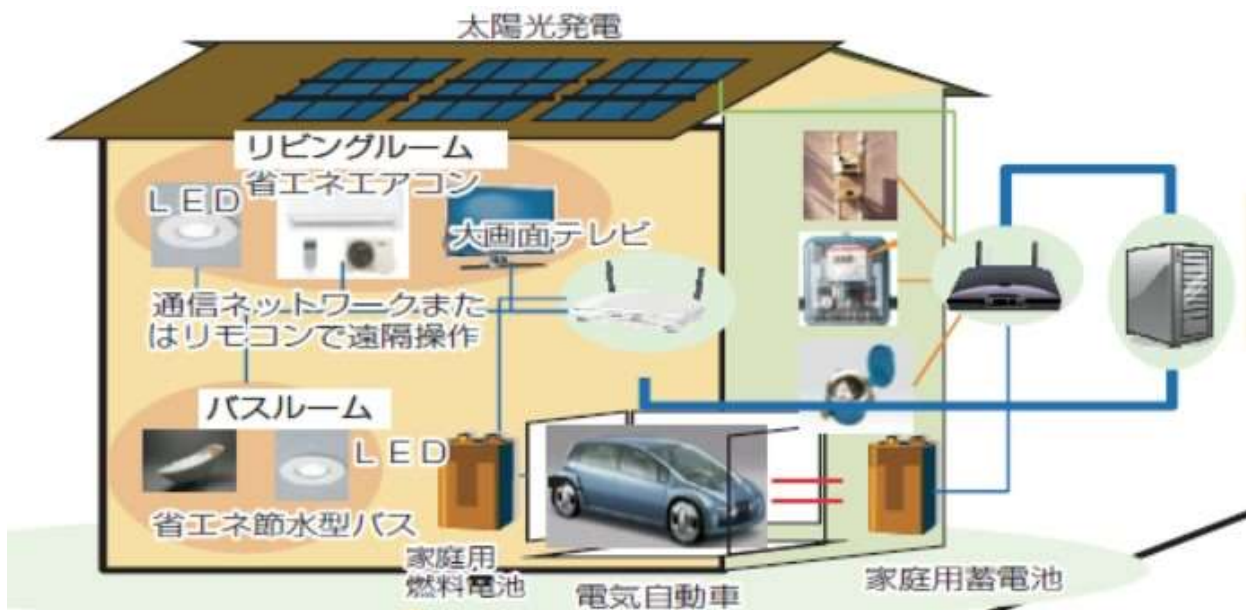 太陽光発電
リビングルーム
省エネエアコン
ＬＥＤ
大画面テレビ
通信ネットワークまた
はリモコンで遠隔操作
バスルーム
ＬＥＤ
省エネ節水型バス
家庭用
燃料電池
電気自動車
家庭用蓄電池